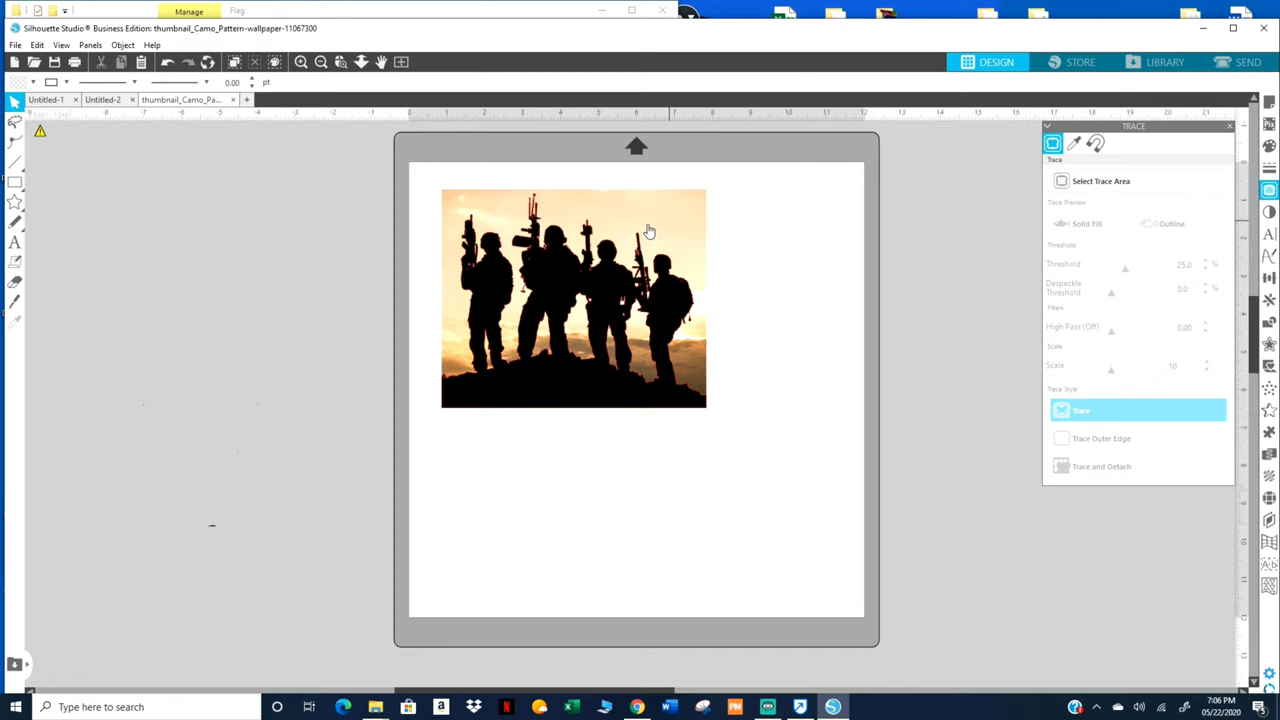 Manage Flag
Silhouette Studio® Business Edition: thumbnail_Camo_Pattern-wallpaper-11067300
File Edit View Panels Object Help
DESIGN STORE LIBRARY SEND
0.00 pt
Untitled-1 Untitled-2 thumbnail_Camo_Pa...
TRACE
Trace
Select Trace Area
Trace Preview
Solid Fill Outline
Threshold
Threshold 25.0 %
Despeckle
Threshold 0.0 %
Filters
High Pass (Off) 0.00
Scale
Scale 10
Trace Style
Trace
Trace Outer Edge
Trace and Detach
Type here to search
7:06 PM
05/22/2020